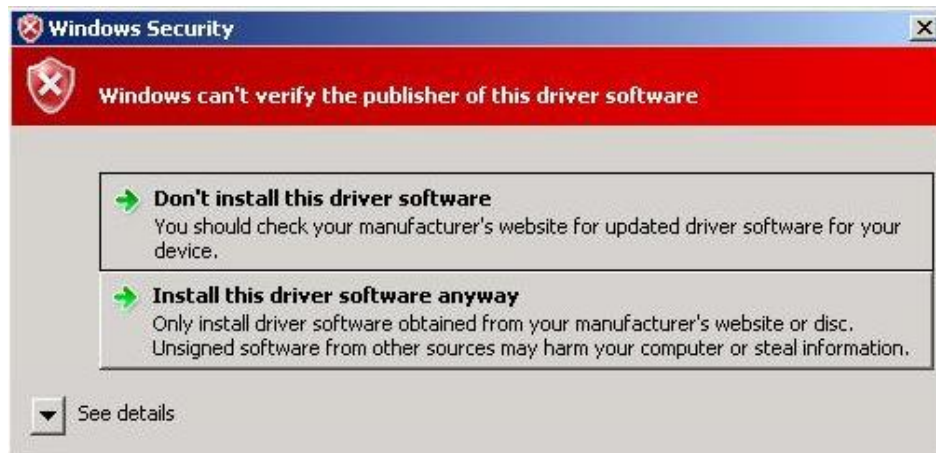 Windows Security
Windows can't verify the publisher of this driver software
Don't install this driver software
You should check your manufacturer's website for updated driver software for your
device.
Install this driver software anyway
Only install driver software obtained from your manufacturer's website or disc.
Unsigned software from other sources may harm your computer or steal information.
See details